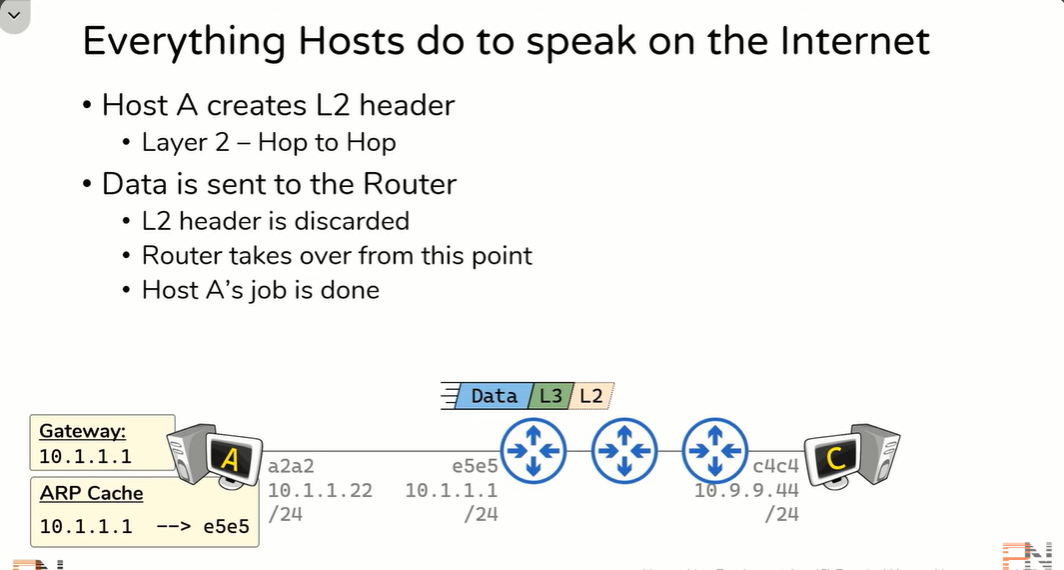 Everything Hosts do to speak on the Internet
• Host A creates L2 header
• Layer 2 – Hop to Hop
• Data is sent to the Router
• L2 header is discarded
• Router takes over from this point
• Host A's job is done
Data L3 L2
Gateway:
10.1.1.1
ARP Cache
10.1.1.1 --> e5e5
A
a2a2
10.1.1.22
/24
e5e5
10.1.1.1
/24
c4c4
10.9.9.44
/24
C
PN